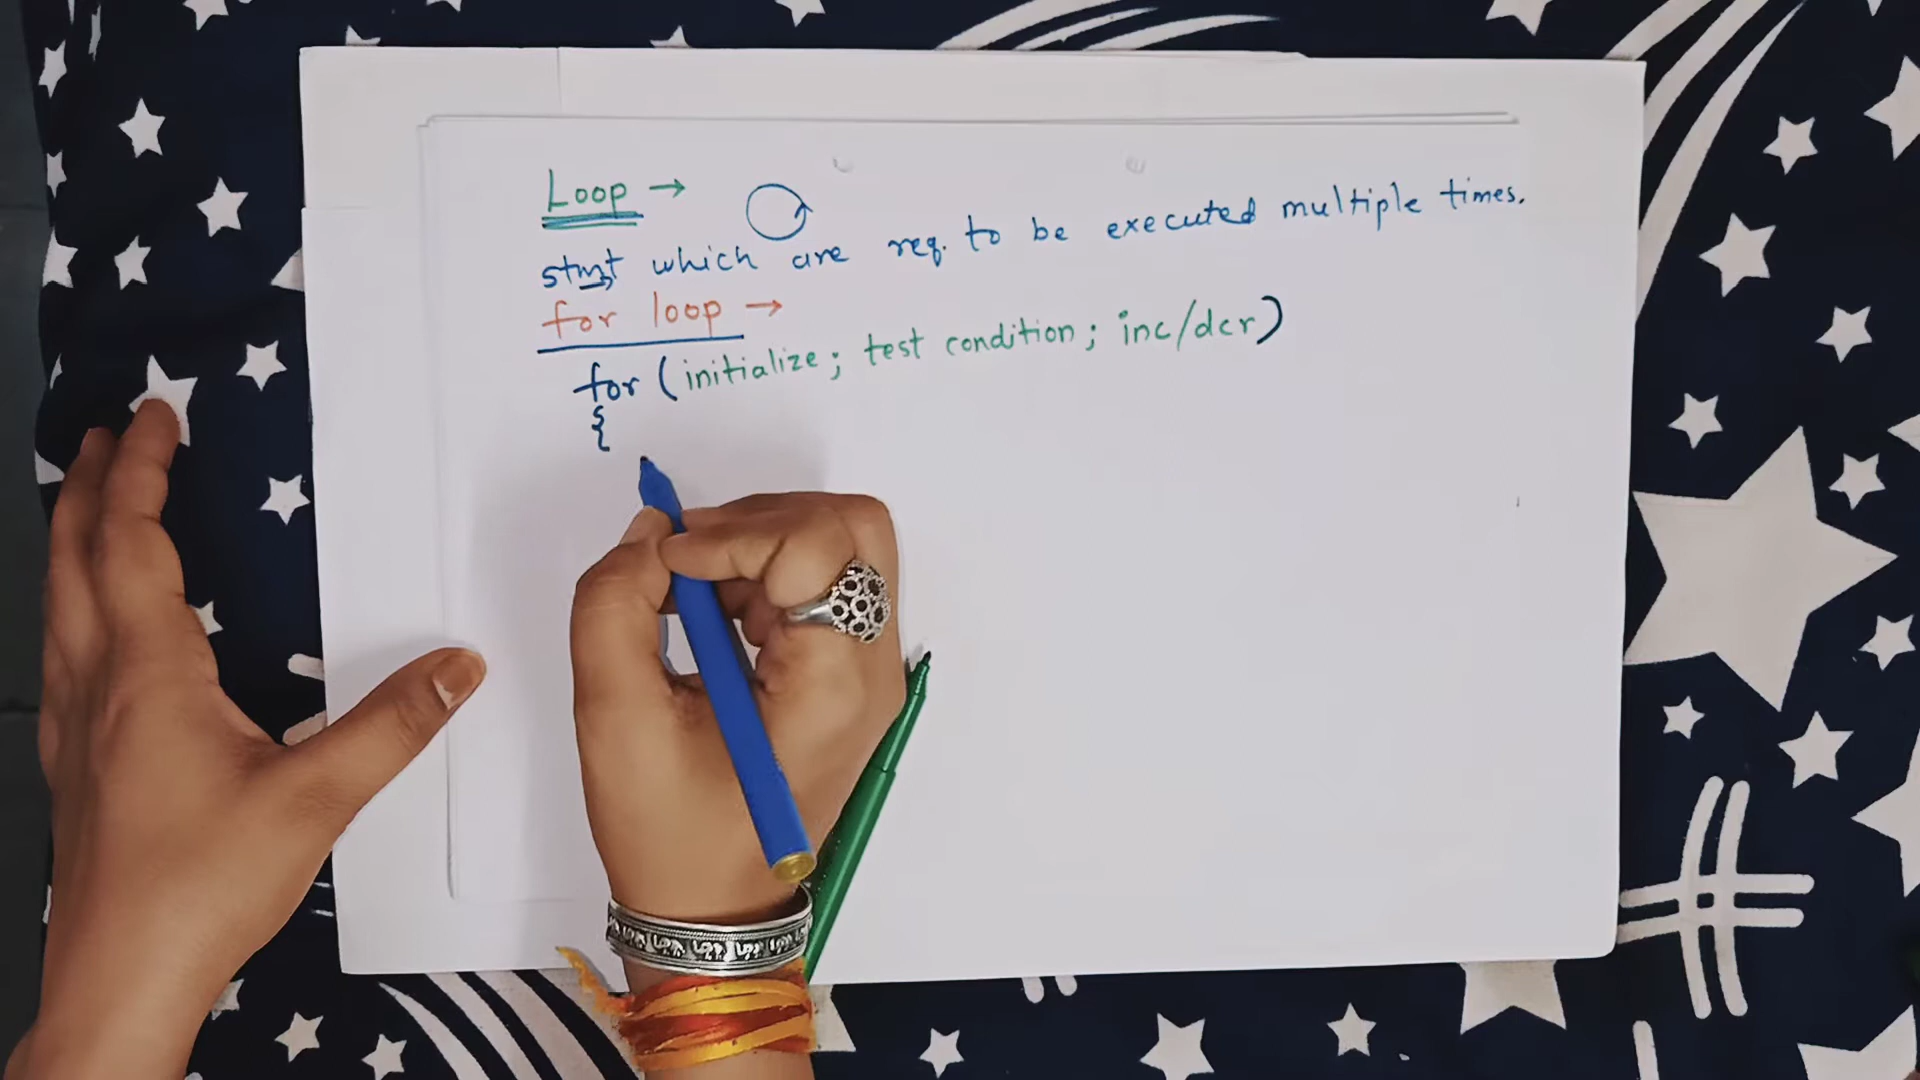 Loop →
stmt which are req. to be executed multiple times.
for loop →
for (initialize; test condition; inc/dcr)
{